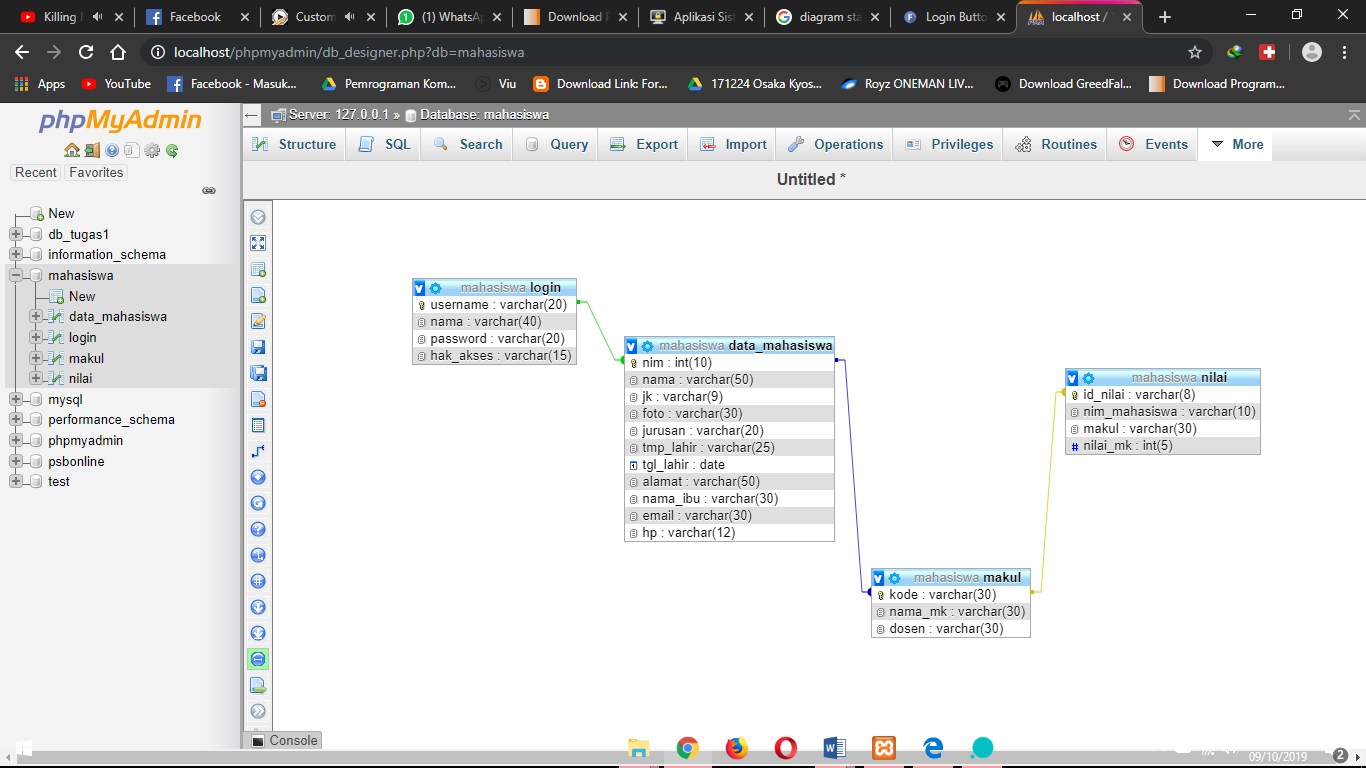 Killing M
Facebook
Custom
(1) WhatsAp
Download P
Aplikasi Sist
diagram sta
Login Butto
localhost /
localhost/phpmyadmin/db_designer.php?db=mahasiswa
Apps
YouTube
Facebook - Masuk...
Pemrograman Kom...
Viu
Download Link: For...
171224 Osaka Kyos...
Royz ONEMAN LIV...
Download GreedFal...
Download Program...
phpMyAdmin
Recent
Favorites
New
db_tugas1
information_schema
mahasiswa
New
data_mahasiswa
login
makul
nilai
mysql
performance_schema
phpmyadmin
psbonline
test
Server: 127.0.0.1 » Database: mahasiswa
Structure
SQL
Search
Query
Export
Import
Operations
Privileges
Routines
Events
More
Untitled *
mahasiswa login
username : varchar(20)
nama : varchar(40)
password : varchar(20)
hak_akses : varchar(15)
mahasiswa data_mahasiswa
nim : int(10)
nama : varchar(50)
jk : varchar(9)
foto : varchar(30)
jurusan : varchar(20)
tmp_lahir : varchar(25)
tgl_lahir : date
alamat : varchar(50)
nama_ibu : varchar(30)
email : varchar(30)
hp : varchar(12)
mahasiswa nilai
id_nilai : varchar(8)
nim_mahasiswa : varchar(10)
makul : varchar(30)
nilai_mk : int(5)
mahasiswa makul
kode : varchar(30)
nama_mk : varchar(30)
dosen : varchar(30)
Console
09/10/2019
2